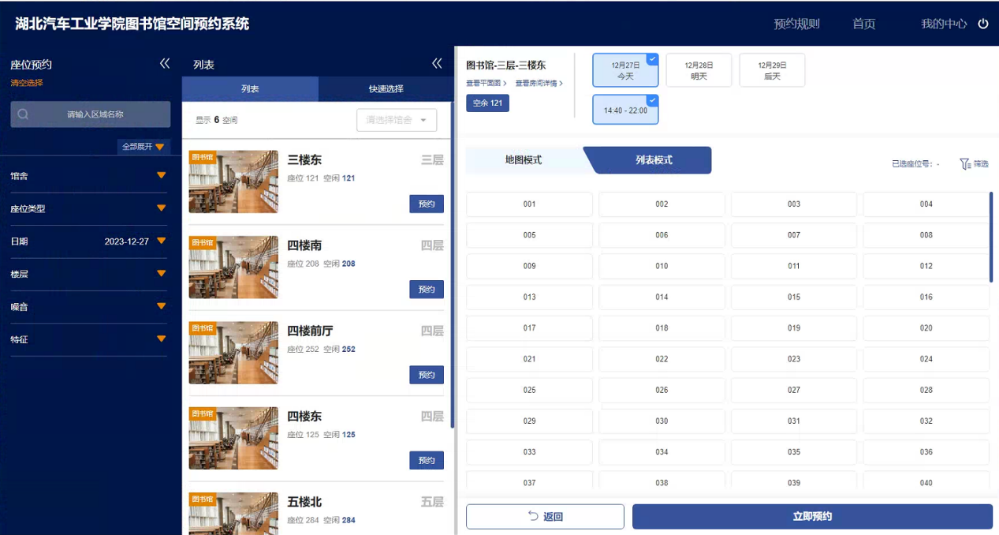 湖北汽车工业学院图书馆空间预约系统
预约规则 首页 我的中心
座位预约
清空选择
请输入区域名称
全部展开
馆舍
座位类型
日期 2023-12-27
楼层
噪音
特征
列表
列表 快速选择
显示 6 空间 请选择馆舍
图书馆 三楼东 三层
座位 121 空闲 121
预约
图书馆 四楼南 四层
座位 208 空闲 208
预约
图书馆 四楼前厅 四层
座位 252 空闲 252
预约
图书馆 四楼东 四层
座位 125 空闲 125
预约
图书馆 五楼北 五层
座位 284 空闲 284
图书馆-三层-三楼东
查看平面图 > 查看房间详情 >
空余 121
12月27日
今天
12月28日
明天
12月29日
后天
14:40 - 22:00
地图模式 列表模式 已选座位号: - 筛选
001 002 003 004
005 006 007 008
009 010 011 012
013 014 015 016
017 018 019 020
021 022 023 024
025 026 027 028
029 030 031 032
033 034 035 036
037 038 039 040
返回 立即预约